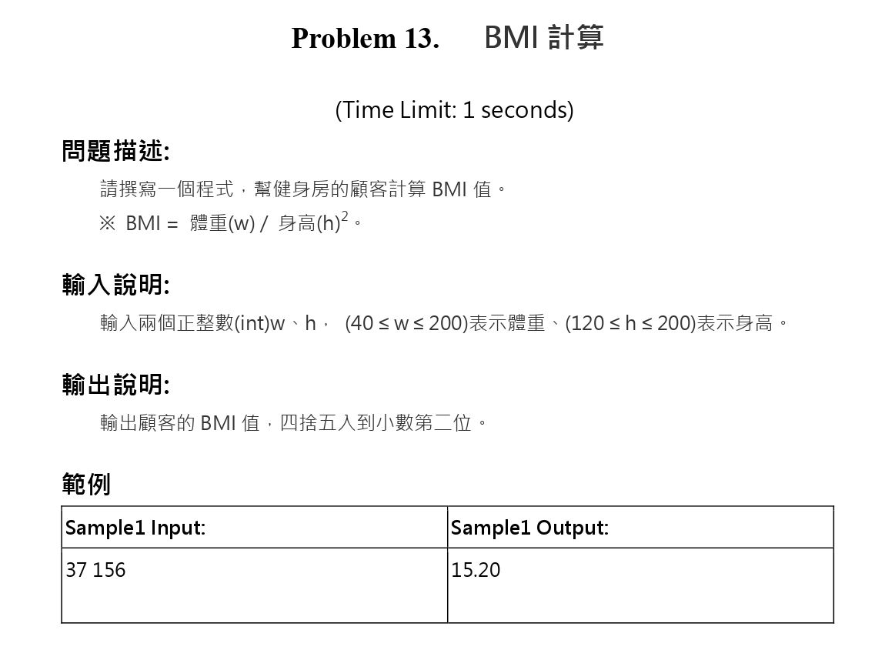 Problem 13. BMI 計算
(Time Limit: 1 seconds)
問題描述:
請撰寫一個程式，幫健身房的顧客計算 BMI 值。
※ BMI = 體重(w) / 身高(h)²。
輸入說明:
輸入兩個正整數(int)w、h， (40 ≤ w ≤ 200)表示體重、(120 ≤ h ≤ 200)表示身高。
輸出說明:
輸出顧客的 BMI 值，四捨五入到小數第二位。
範例
Sample1 Input: Sample1 Output:
37 156 15.20